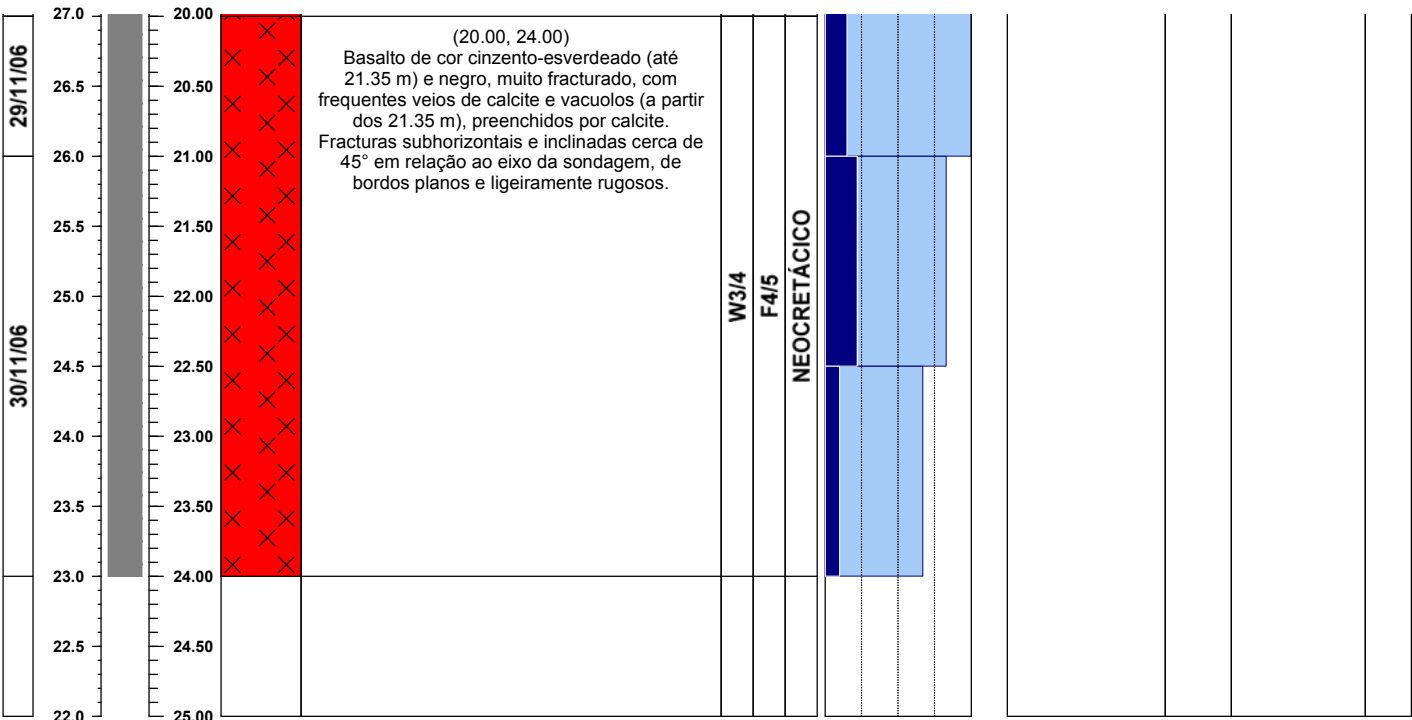 29/11/06
30/11/06
27.0
26.5
26.0
25.5
25.0
24.5
24.0
23.5
23.0
22.5
22.0
20.00
20.50
21.00
21.50
22.00
22.50
23.00
23.50
24.00
24.50
25.00
(20.00, 24.00)
Basalto de cor cinzento-esverdeado (até
21.35 m) e negro, muito fracturado, com
frequentes veios de calcite e vacuolos (a partir
dos 21.35 m), preenchidos por calcite.
Fracturas subhorizontais e inclinadas cerca de
45° em relação ao eixo da sondagem, de
bordos planos e ligeiramente rugosos.
W3/4
F4/5
NEOCRETÁCICO